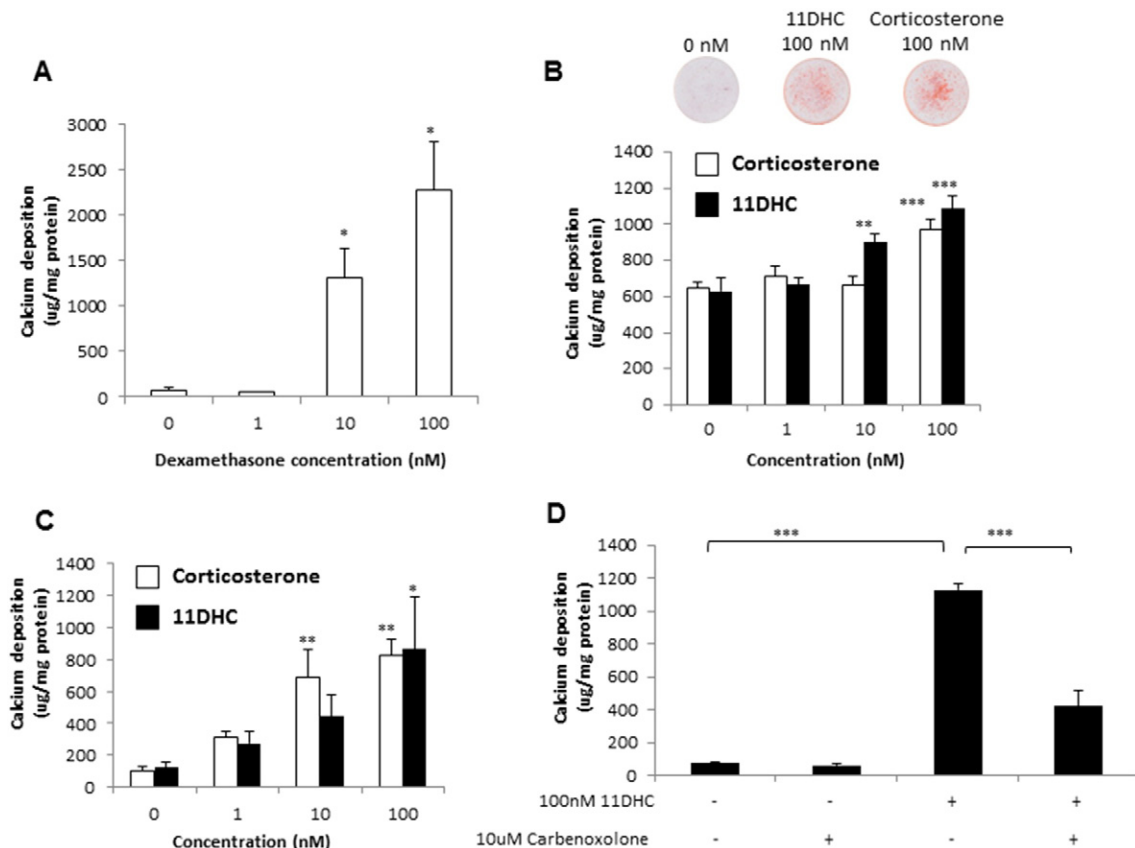 A
3000
2500
2000
1500
1000
500
0
Calcium deposition
(ug/mg protein)
*
*
0 1 10 100
Dexamethasone concentration (nM)
B
0 nM
11DHC
100 nM
Corticosterone
100 nM
1400
1200
1000
800
600
400
200
0
Calcium deposition
(ug/mg protein)
Corticosterone
11DHC
**
*** ***
0 1 10 100
Concentration (nM)
C
1400
1200
1000
800
600
400
200
0
Calcium deposition
(ug/mg protein)
Corticosterone
11DHC
**
** *
0 1 10 100
Concentration (nM)
D
1400
1200
1000
800
600
400
200
0
Calcium deposition
(ug/mg protein)
*** ***
100nM 11DHC - - + +
10uM Carbenoxolone - + - +